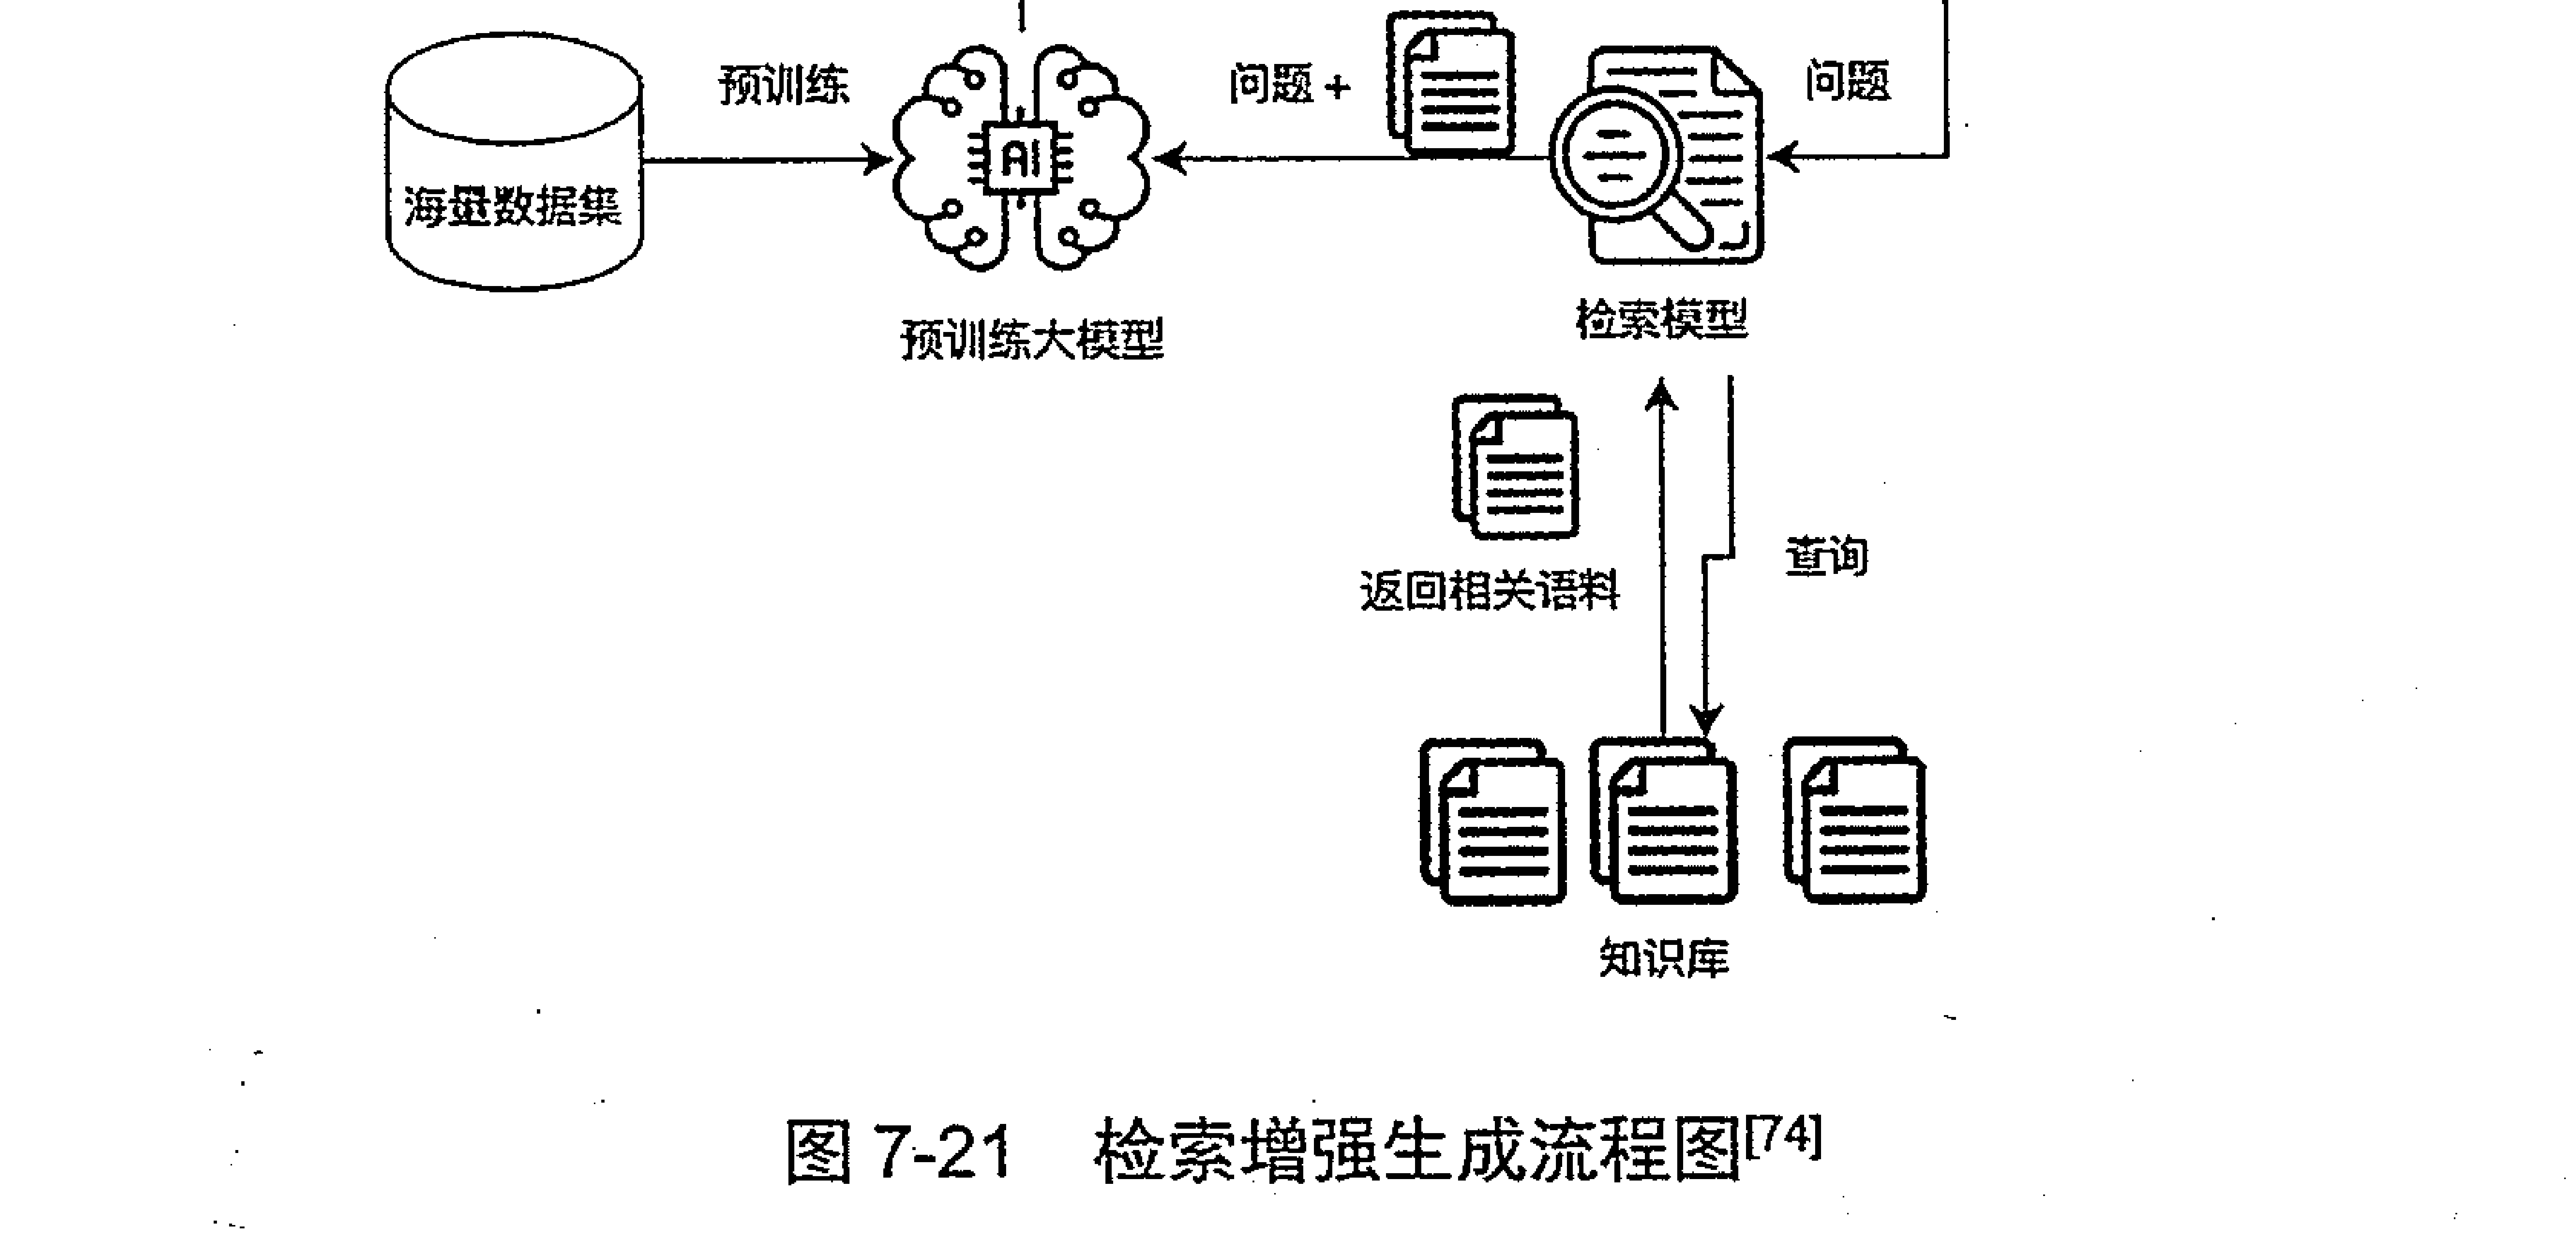 预训练
问题 +
问题
AI
海量数据集
预训练大模型
检索模型
返回相关语料
查询
知识库
图 7-21 检索增强生成流程图[74]